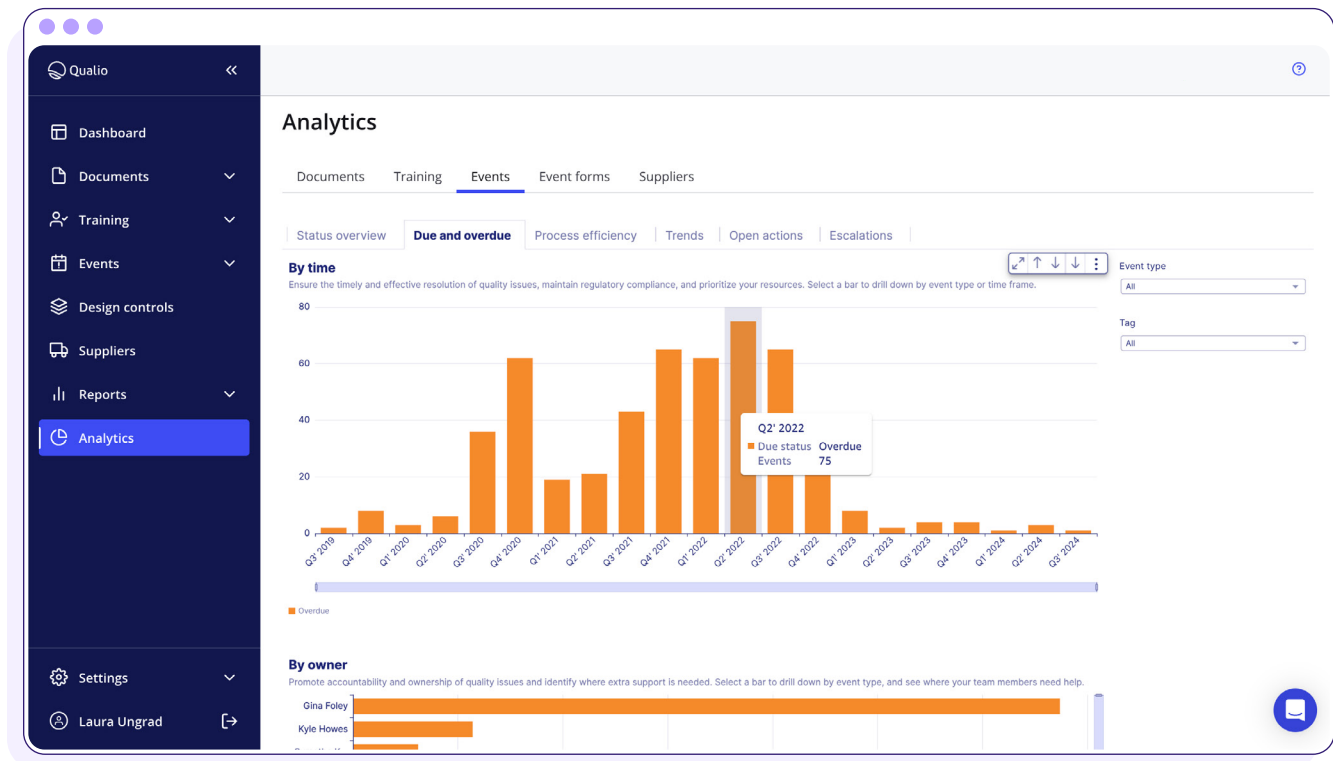 Qualio
Dashboard
Documents
Training
Events
Design controls
Suppliers
Reports
Analytics
Settings
Laura Ungrad
Analytics
Documents Training Events Event forms Suppliers
Status overview Due and overdue Process efficiency Trends Open actions Escalations
By time
Ensure the timely and effective resolution of quality issues, maintain regulatory compliance, and prioritize your resources. Select a bar to drill down by event type or time frame.
Event type
All
Tag
All
80
60
40
20
0
Q2' 2022
Due status Overdue
Events 75
Q3' 2019 Q4' 2019 Q1' 2020 Q2' 2020 Q3' 2020 Q4' 2020 Q1' 2021 Q2' 2021 Q3' 2021 Q4' 2021 Q1' 2022 Q2' 2022 Q3' 2022 Q4' 2022 Q1' 2023 Q2' 2023 Q3' 2023 Q4' 2023 Q1' 2024 Q2' 2024 Q3' 2024
Overdue
By owner
Promote accountability and ownership of quality issues and identify where extra support is needed. Select a bar to drill down by event type, and see where your team members need help.
Gina Foley
Kyle Howes